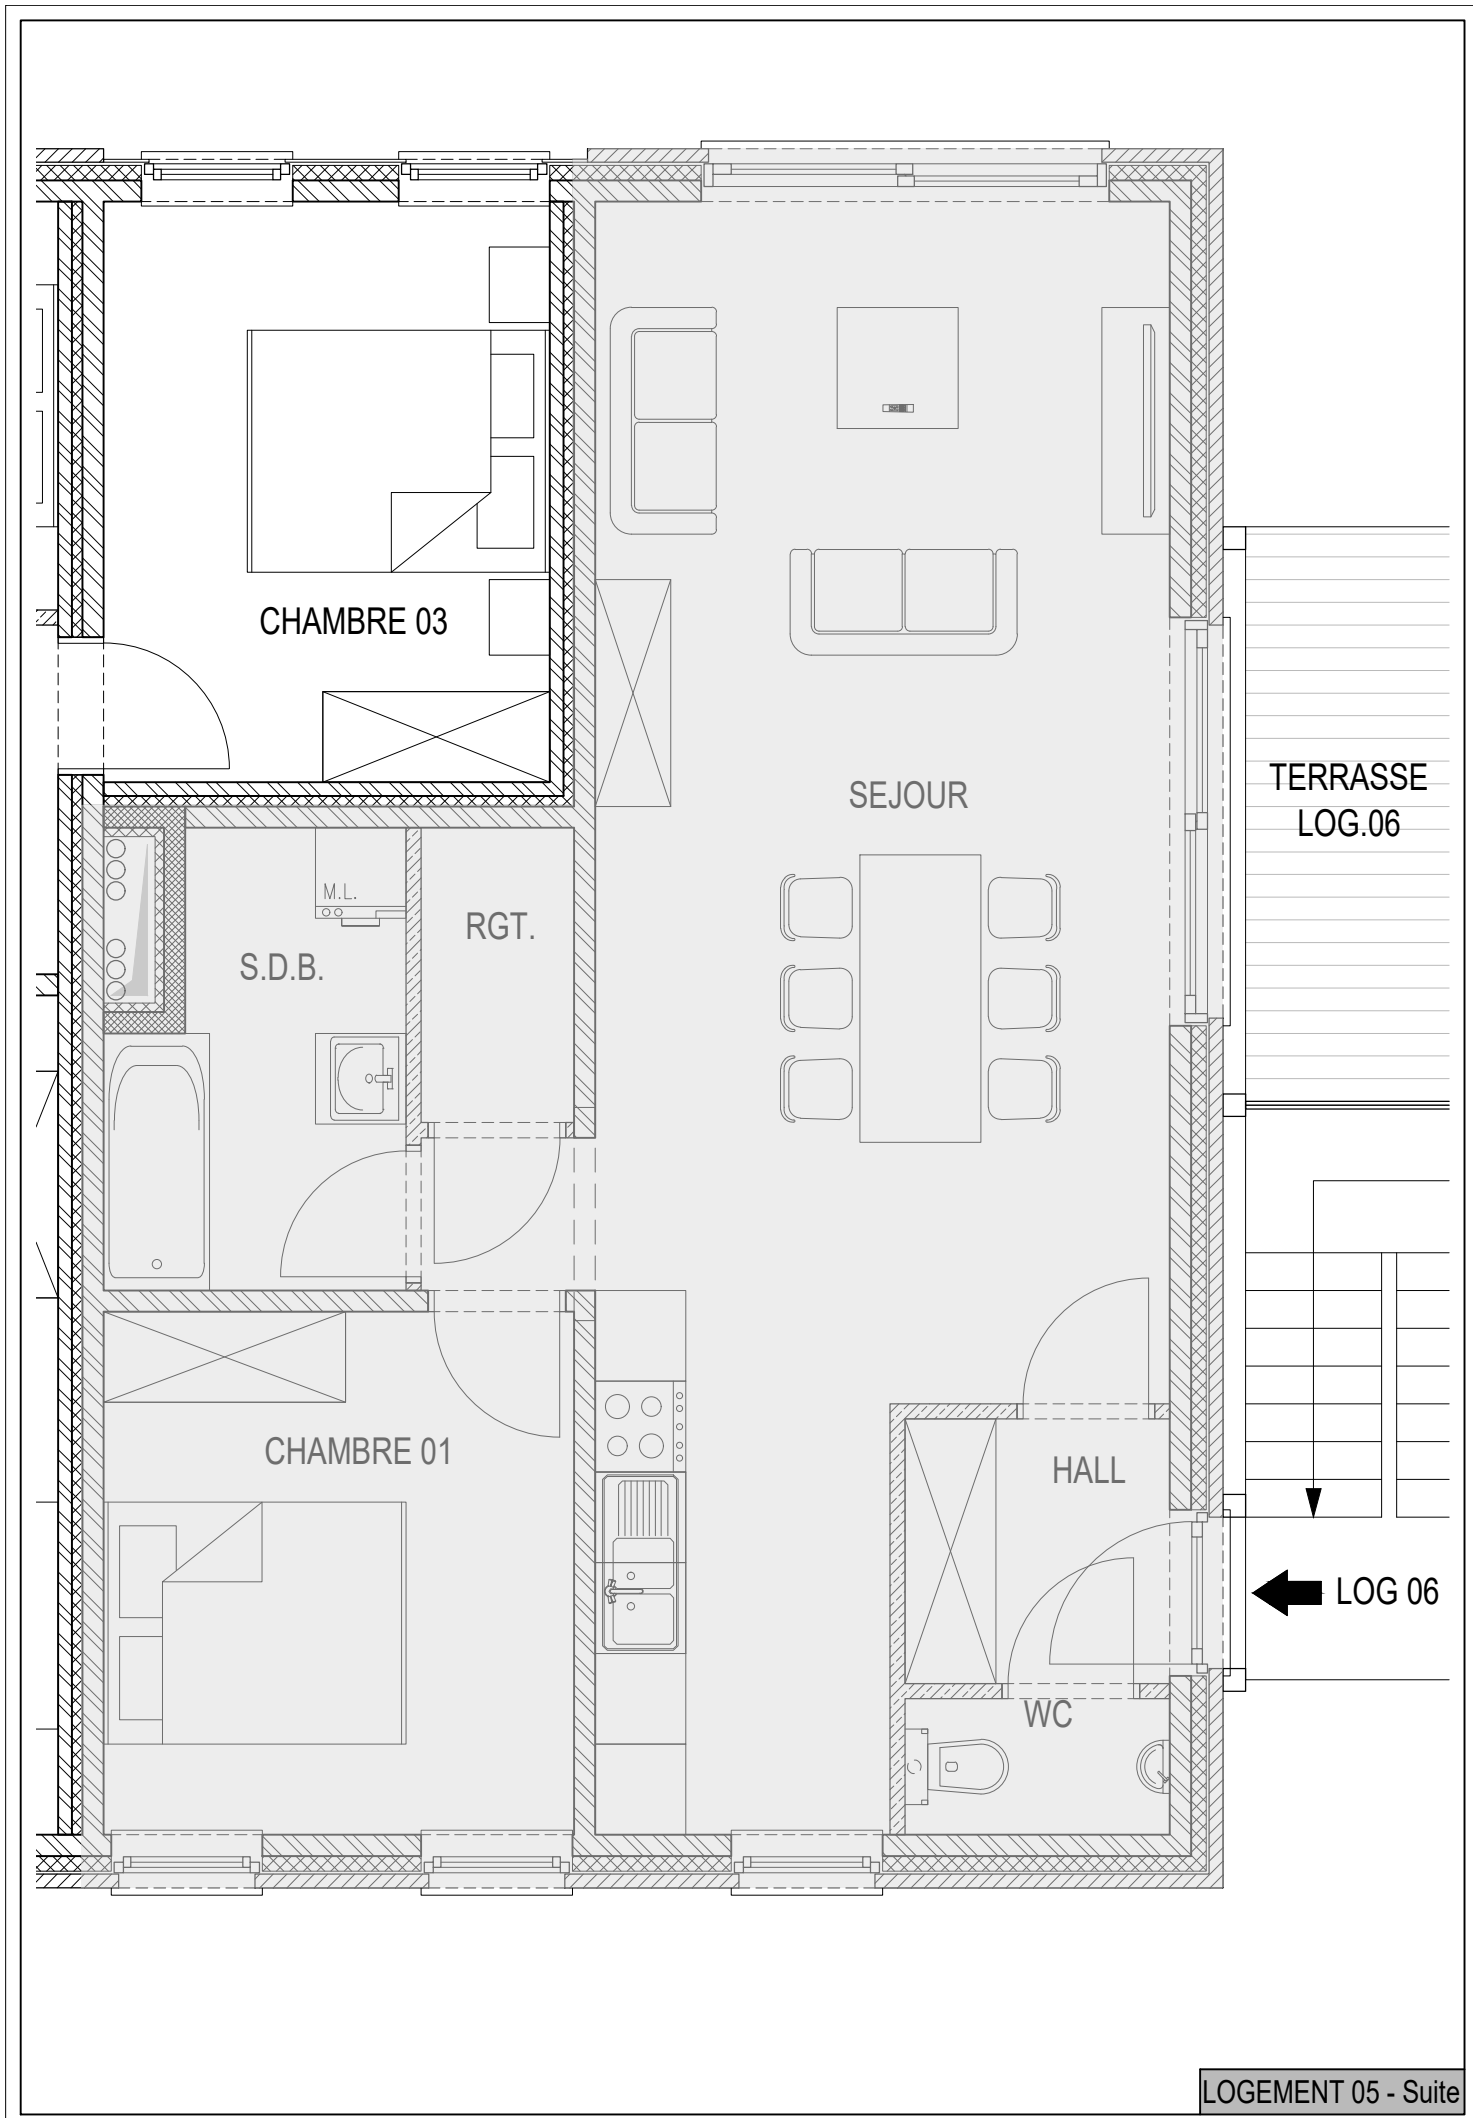 CHAMBRE 03
SEJOUR
TERRASSE
LOG.06
M.L.
RGT.
S.D.B.
CHAMBRE 01
HALL
LOG 06
WC
LOGEMENT 05 - Suite